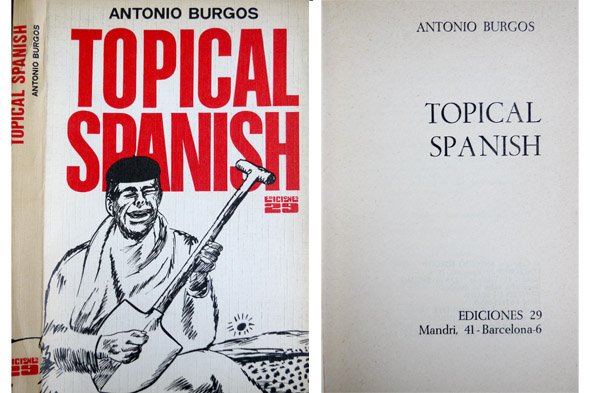 TOPICAL SPANISH
ANTONIO BURGOS
EDICIONES
29
ANTONIO BURGOS
TOPICAL
SPANISH
EDICIONES
29
ANTONIO BURGOS
TOPICAL
SPANISH
EDICIONES 29
Mandri, 41 - Barcelona-6